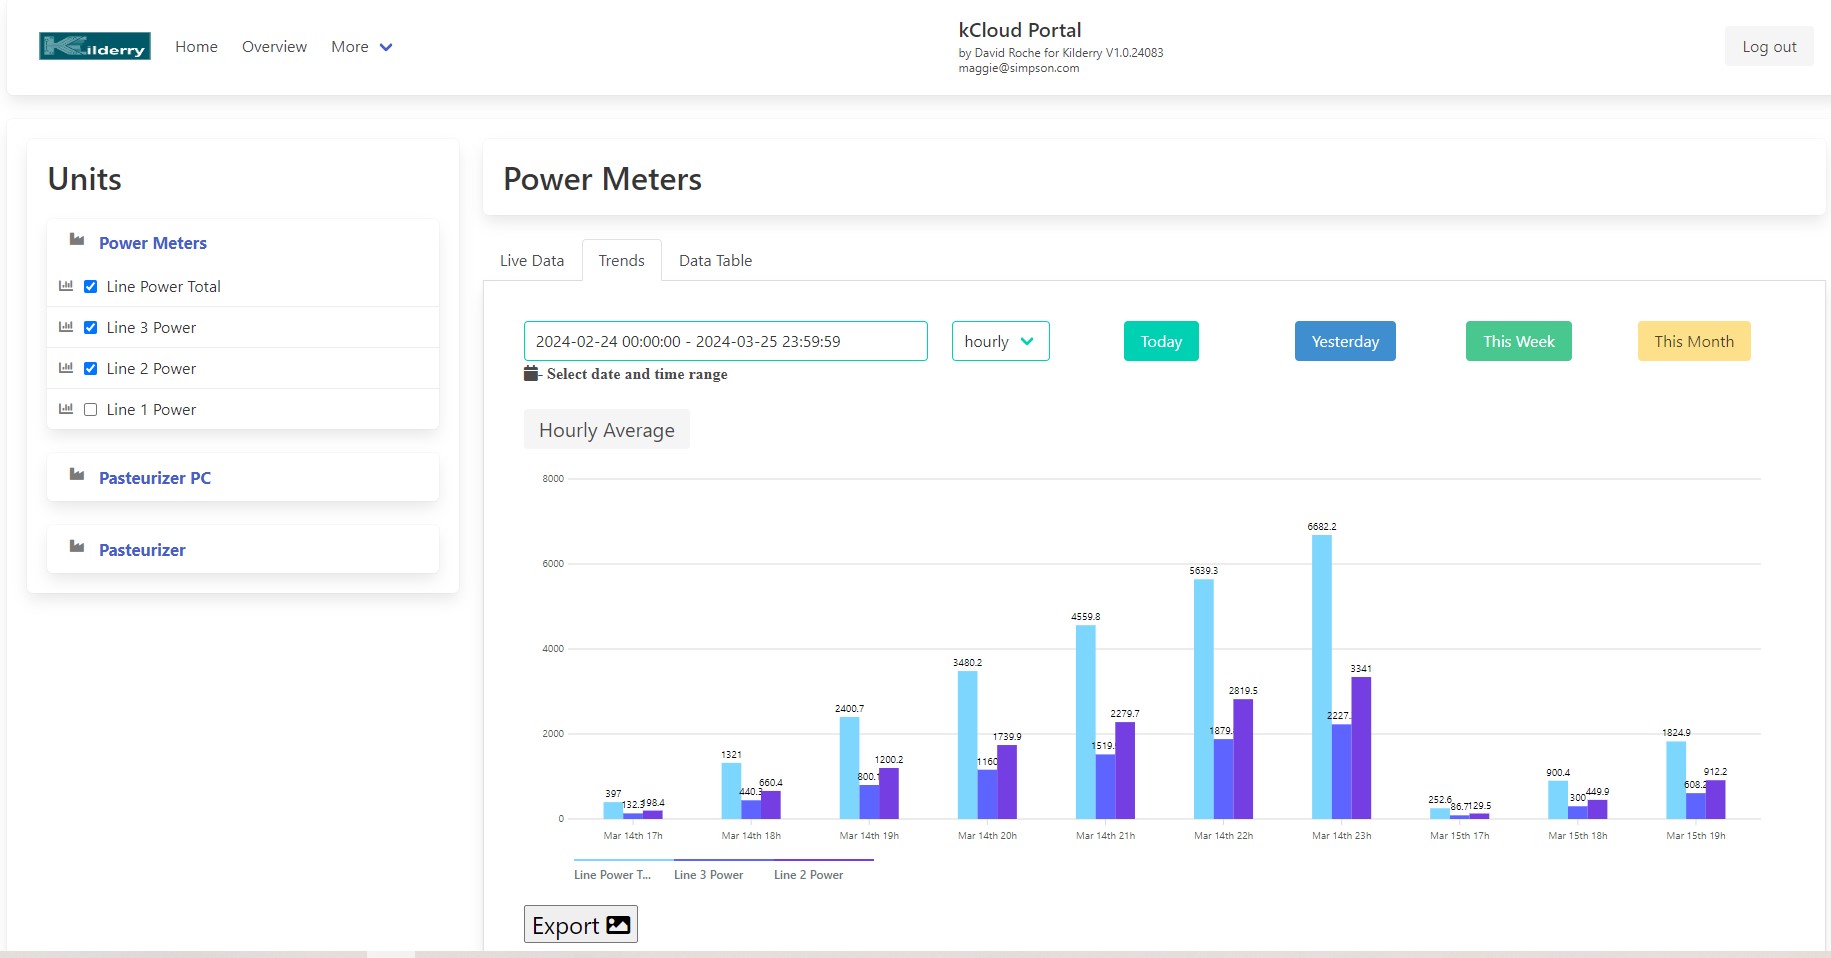 Kilderry
Home Overview More
kCloud Portal
by David Roche for Kilderry V1.0.24083
maggie@simpson.com
Log out
Units
Power Meters
Line Power Total
Line 3 Power
Line 2 Power
Line 1 Power
Pasteurizer PC
Pasteurizer
Power Meters
Live Data Trends Data Table
2024-02-24 00:00:00 - 2024-03-25 23:59:59
hourly
Today
Yesterday
This Week
This Month
- Select date and time range
Hourly Average
8000
6000
4000
2000
0
397 132.3 198.4
1321 440.3 660.4
2400.7 800.1 1200.2
3480.2 1160 1739.9
4559.8 1519. 2279.7
5639.3 1879. 2819.5
6682.2 2227. 3341
252.6 86.7 129.5
900.4 300 449.9
1824.9 608.2 912.2
Mar 14th 17h Mar 14th 18h Mar 14th 19h Mar 14th 20h Mar 14th 21h Mar 14th 22h Mar 14th 23h Mar 15th 17h Mar 15th 18h Mar 15th 19h
Line Power T... Line 3 Power Line 2 Power
Export